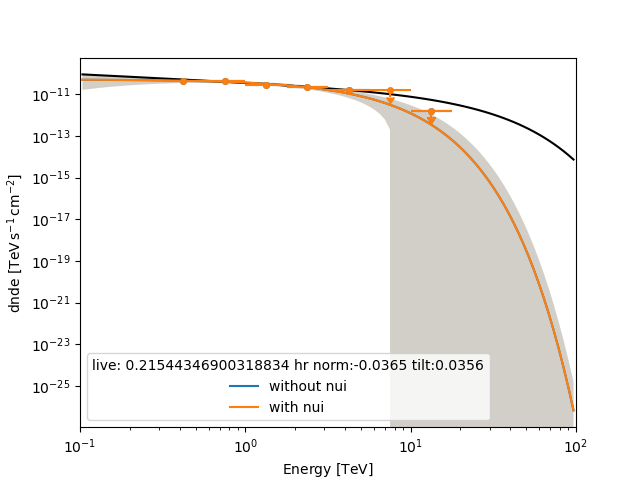 10⁻¹¹
10⁻¹³
10⁻¹⁵
10⁻¹⁷
10⁻¹⁹
10⁻²¹
10⁻²³
10⁻²⁵
dnde [TeV s⁻¹ cm⁻²]
live: 0.21544346900318834 hr norm:-0.0365 tilt:0.0356
without nui
with nui
10⁻¹ 10⁰ 10¹ 10²
Energy [TeV]